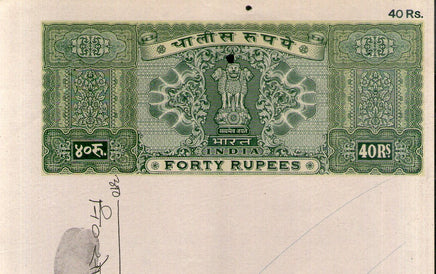 40 Rs.
चालीस रूपये
सत्यमेव जयते
भारत
INDIA
४०रू.
40RS
FORTY RUPEES